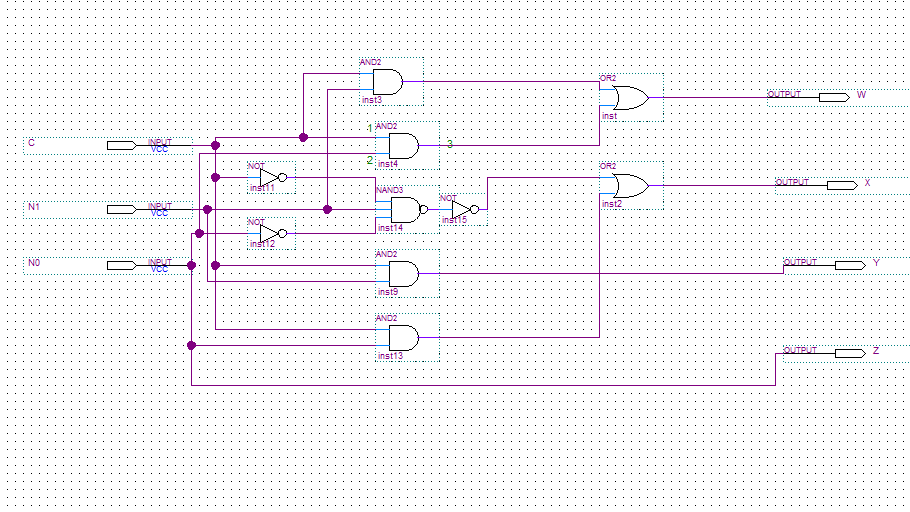 AND2
inst3
OR2
inst
OUTPUT
W
C
INPUT
VCC
1
AND2
2
3
inst4
NOT
inst11
OR2
inst2
OUTPUT
X
N1
INPUT
VCC
NAND3
inst14
NOT
inst15
NOT
inst12
N0
INPUT
VCC
AND2
inst9
OUTPUT
Y
AND2
inst13
OUTPUT
Z